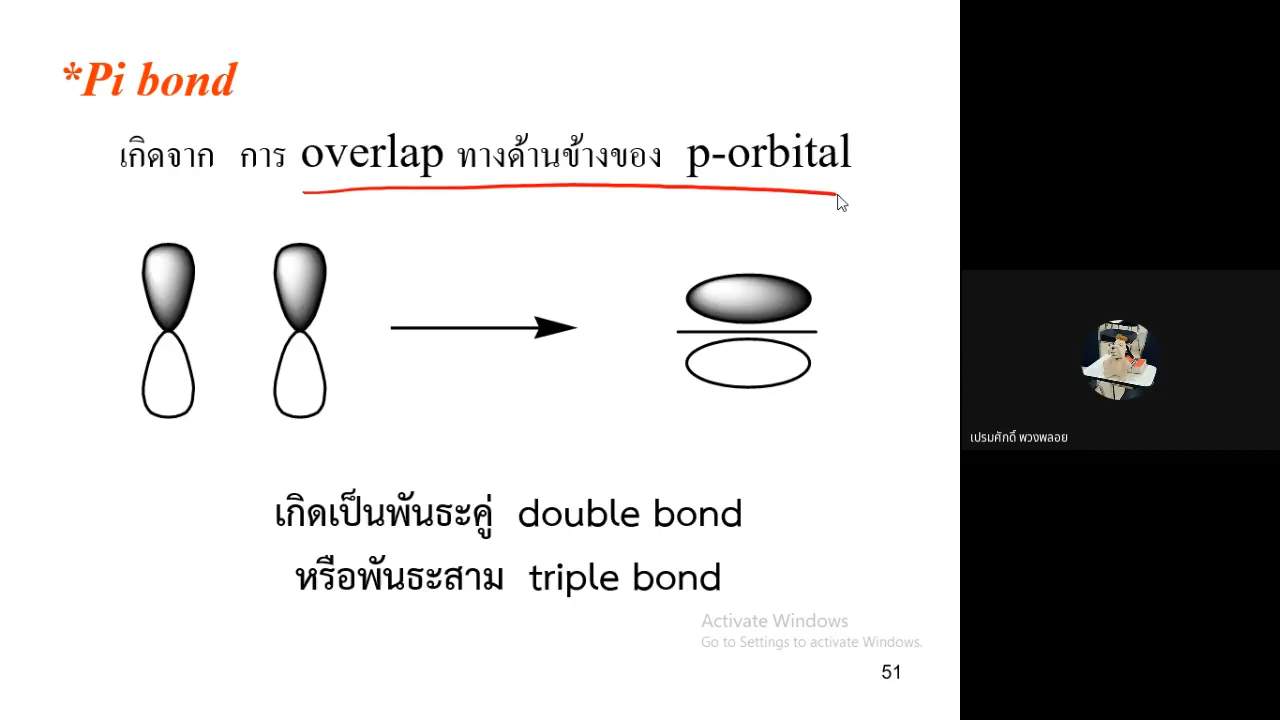 *Pi bond
เกิดจาก การ overlap ทางด้านข้างของ p-orbital
เกิดเป็นพันธะคู่ double bond
หรือพันธะสาม triple bond
Activate Windows
Go to Settings to activate Windows.
51
เปรมศักดิ์ พวงพลอย